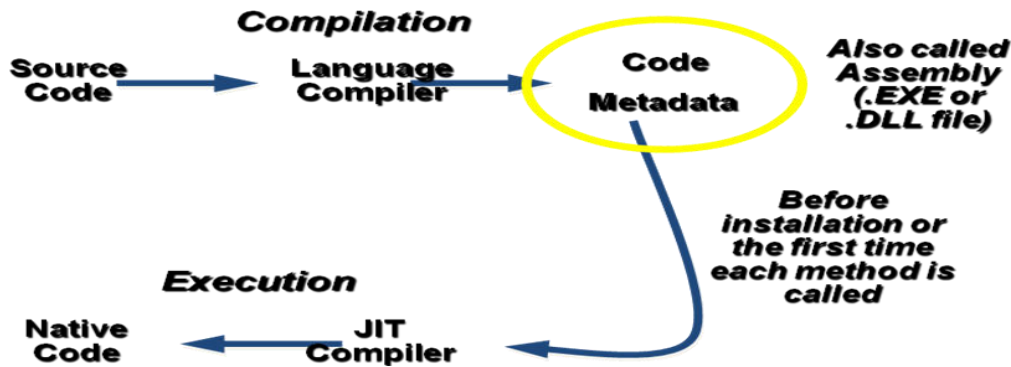 Compilation
Source
Code
Language
Compiler
Code
Metadata
Also called
Assembly
(.EXE or
.DLL file)
Before
installation or
the first time
each method is
called
Execution
Native
Code
JIT
Compiler